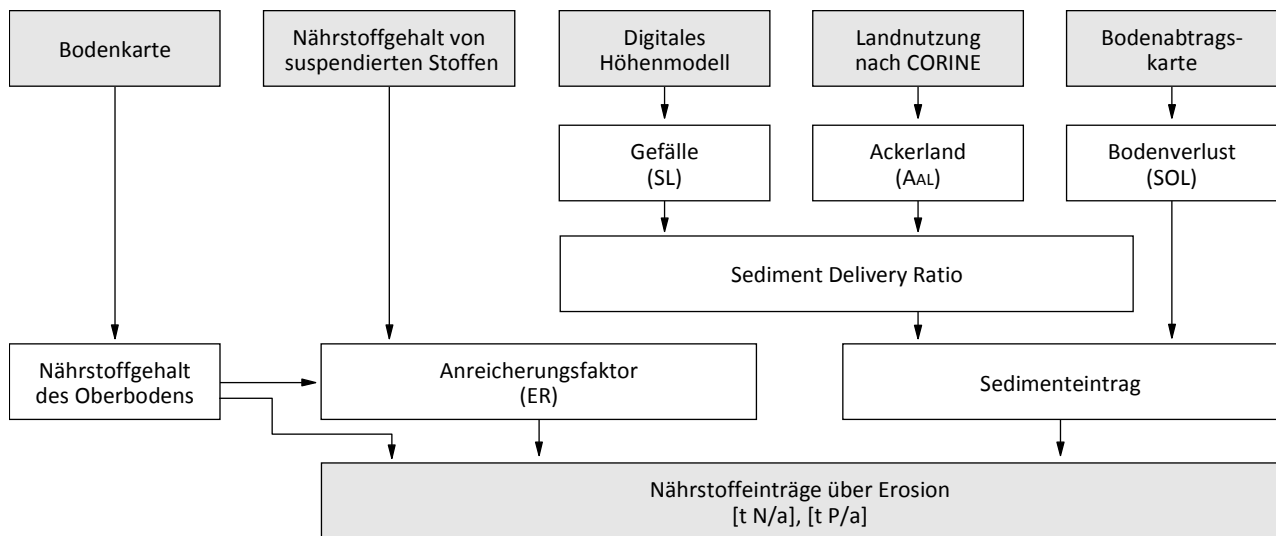 Bodenkarte
Nährstoffgehalt von
suspendierten Stoffen
Digitales
Höhenmodell
Landnutzung
nach CORINE
Bodenabtrags-
karte
Gefälle
(SL)
Ackerland
(AAL)
Bodenverlust
(SOL)
Sediment Delivery Ratio
Nährstoffgehalt
des Oberbodens
Anreicherungsfaktor
(ER)
Sedimenteintrag
Nährstoffeinträge über Erosion
[t N/a], [t P/a]